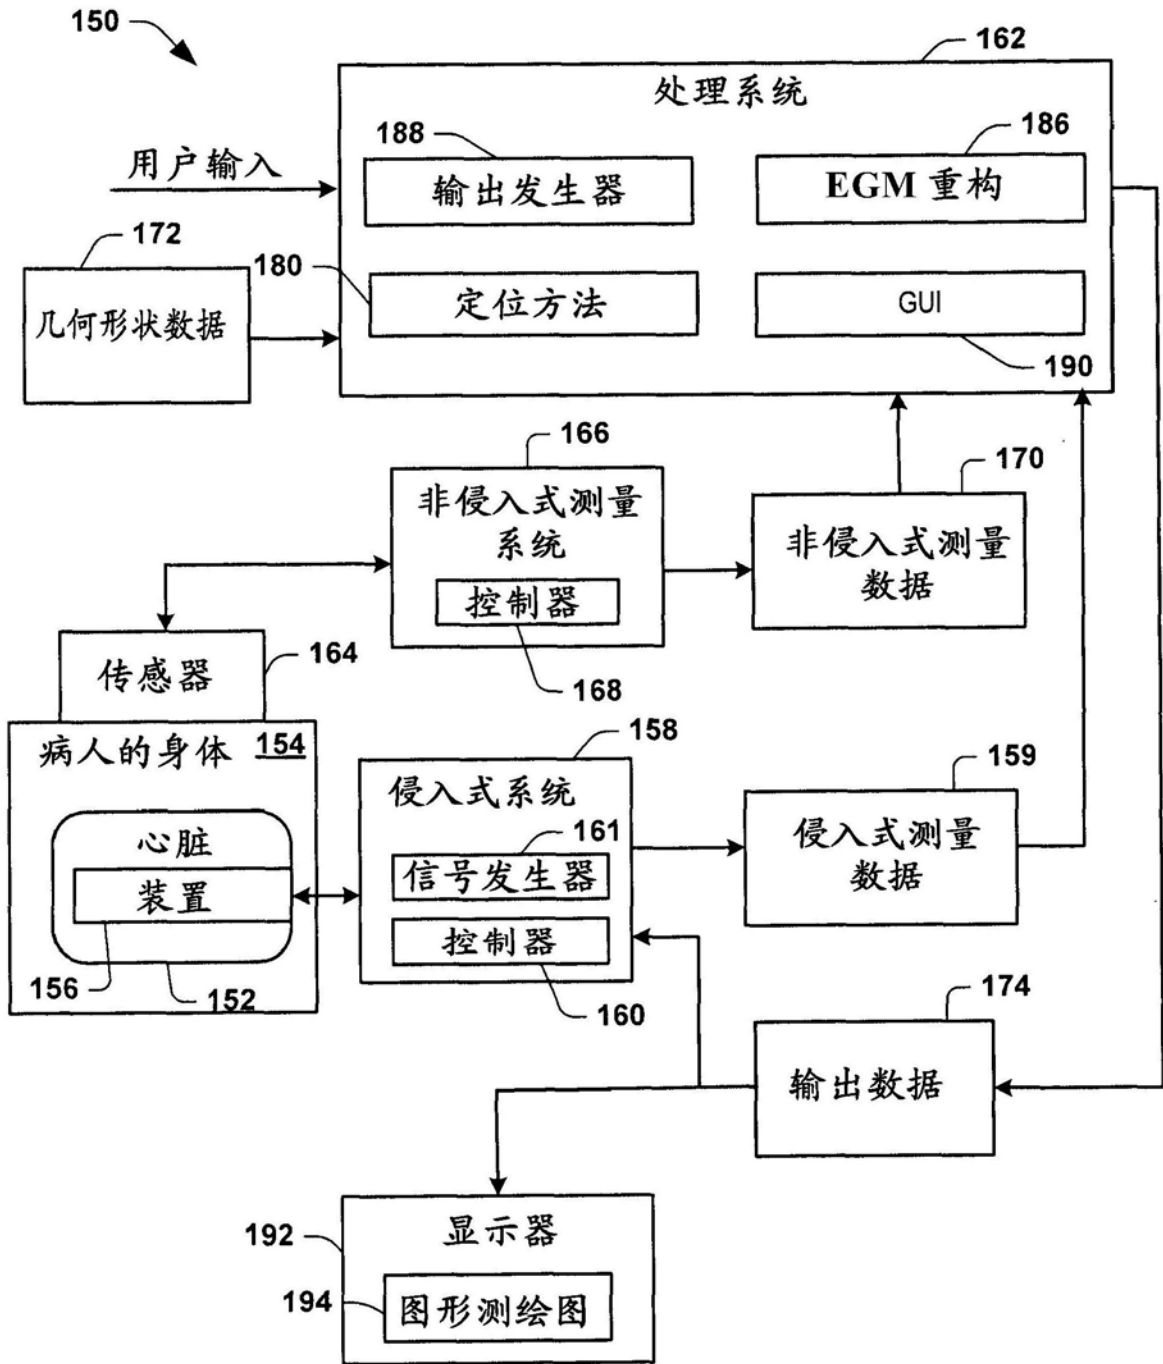 150
162
处理系统
188
186
用户输入
输出发生器
EGM 重构
172
180
几何形状数据
定位方法
GUI
190
166
170
非侵入式测量
系统
非侵入式测量
数据
控制器
传感器
164
168
病人的身体 154
158
159
侵入式系统
侵入式测量
数据
心脏
161
信号发生器
装置
控制器
156
152
160
174
输出数据
192
显示器
194
图形测绘图